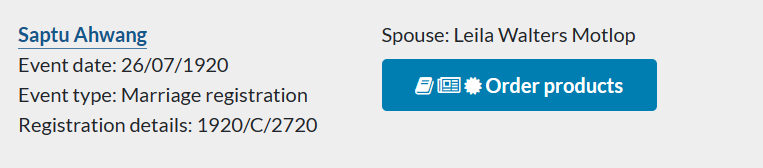 Saptu Ahwang
Event date: 26/07/1920
Event type: Marriage registration
Registration details: 1920/C/2720
Spouse: Leila Walters Motlop
Order products